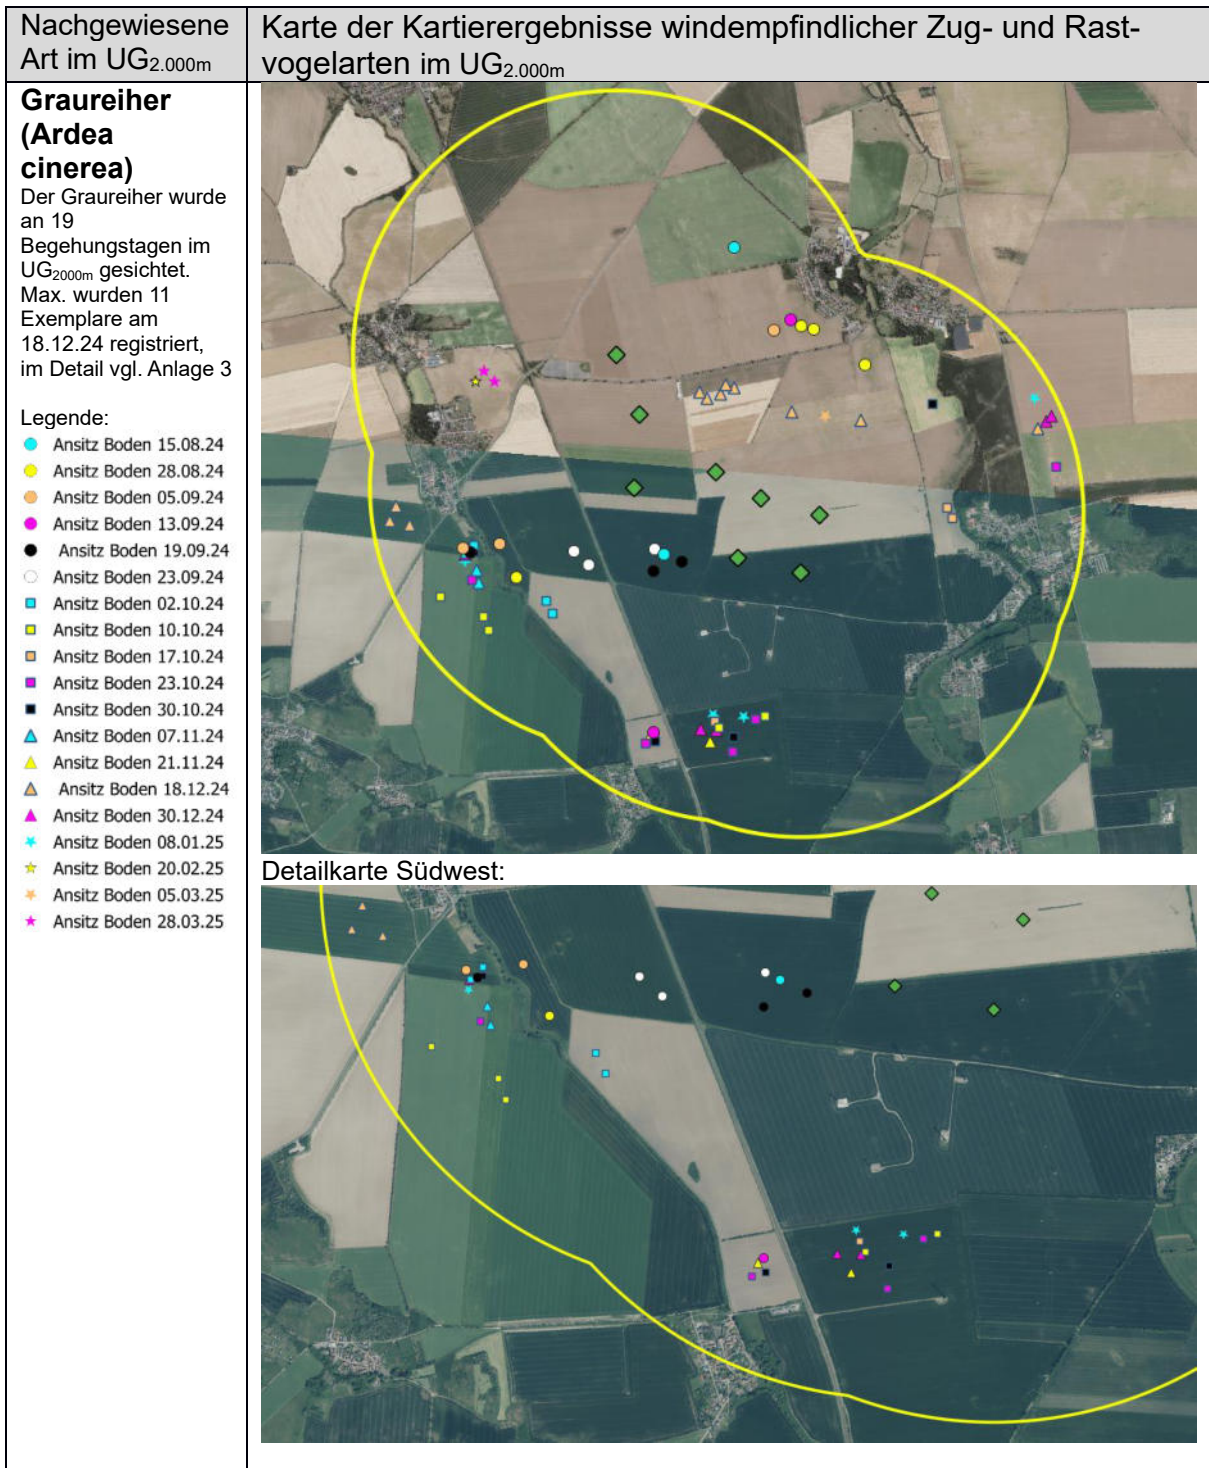 Nachgewiesene
Art im UG2.000m
Karte der Kartierergebnisse windempfindlicher Zug- und Rast-
vogelarten im UG2.000m
Graureiher
(Ardea
cinerea)
Der Graureiher wurde
an 19
Begehungstagen im
UG2000m gesichtet.
Max. wurden 11
Exemplare am
18.12.24 registriert,
im Detail vgl. Anlage 3
Legende:
Ansitz Boden 15.08.24
Ansitz Boden 28.08.24
Ansitz Boden 05.09.24
Ansitz Boden 13.09.24
Ansitz Boden 19.09.24
Ansitz Boden 23.09.24
Ansitz Boden 02.10.24
Ansitz Boden 10.10.24
Ansitz Boden 17.10.24
Ansitz Boden 23.10.24
Ansitz Boden 30.10.24
Ansitz Boden 07.11.24
Ansitz Boden 21.11.24
Ansitz Boden 18.12.24
Ansitz Boden 30.12.24
Ansitz Boden 08.01.25
Ansitz Boden 20.02.25
Ansitz Boden 05.03.25
Ansitz Boden 28.03.25
Detailkarte Südwest: